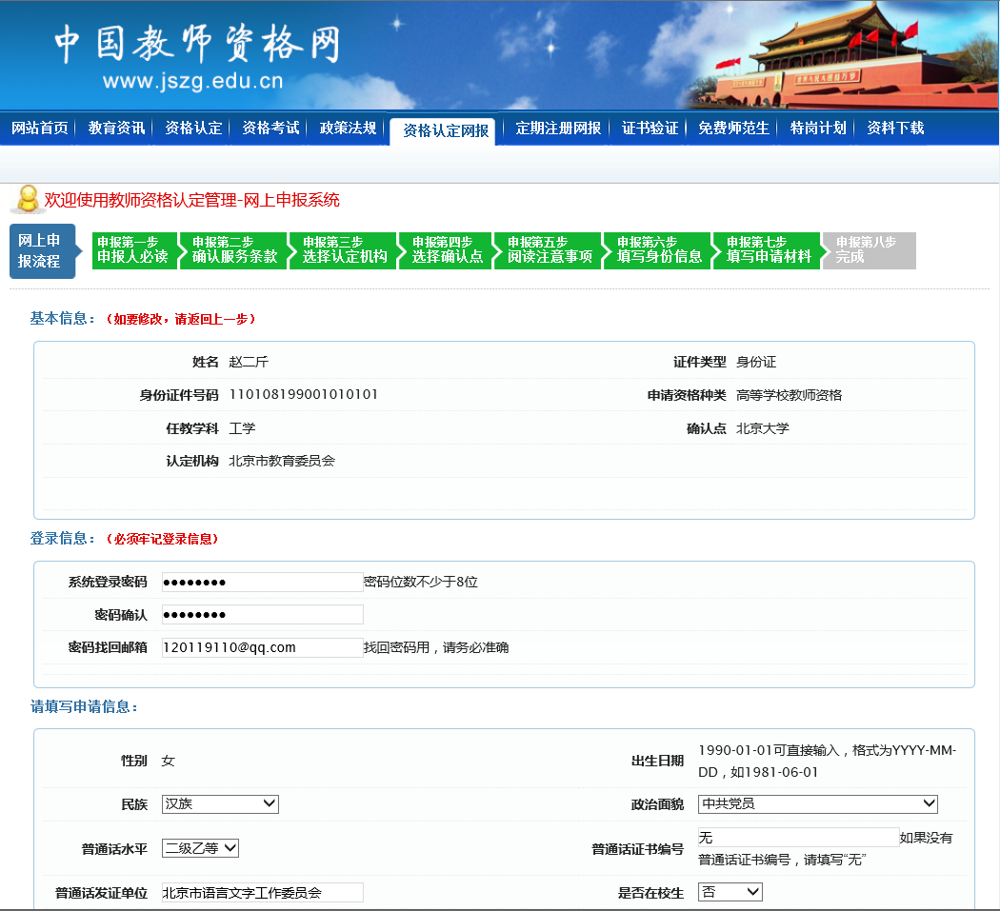 中国教师资格网
www.jszg.edu.cn
网站首页 教育资讯 资格认定 资格考试 政策法规 资格认定网报 定期注册网报 证书验证 免费师范生 特岗计划 资料下载
欢迎使用教师资格认定管理-网上申报系统
网上申
报流程
申报第一步
申报人必读
申报第二步
确认服务条款
申报第三步
选择认定机构
申报第四步
选择确认点
申报第五步
阅读注意事项
申报第六步
填写身份信息
申报第七步
填写申请材料
申报第八步
完成
基本信息：（如要修改，请返回上一步）
姓名 赵二斤 证件类型 身份证
身份证件号码 110108199001010101 申请资格种类 高等学校教师资格
任教学科 工学 确认点 北京大学
认定机构 北京市教育委员会
登录信息：（必须牢记登录信息）
系统登录密码 ●●●●●●●● 密码位数不少于8位
密码确认 ●●●●●●●●
密码找回邮箱 120119110@qq.com 找回密码用，请务必准确
请填写申请信息：
性别 女 出生日期 1990-01-01可直接输入，格式为YYYY-MM-
DD，如1981-06-01
民族 汉族 政治面貌 中共党员
普通话水平 二级乙等 普通话证书编号 无 如果没有
普通话证书编号，请填写“无”
普通话发证单位 北京市语言文字工作委员会 是否在校生 否